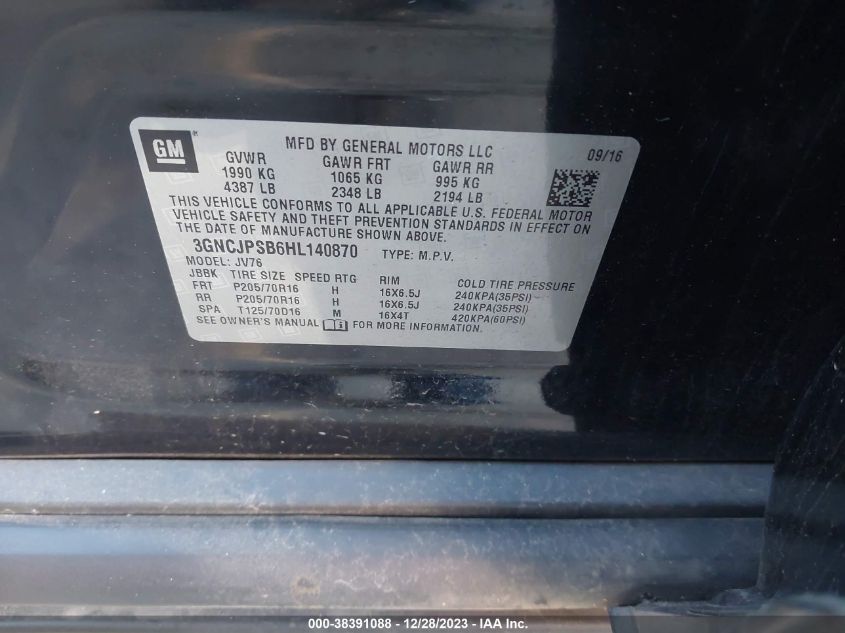 GM
MFD BY GENERAL MOTORS LLC 09/16
GVWR GAWR FRT GAWR RR
1990 KG 1065 KG 995 KG
4387 LB 2348 LB 2194 LB
THIS VEHICLE CONFORMS TO ALL APPLICABLE U.S. FEDERAL MOTOR
VEHICLE SAFETY AND THEFT PREVENTION STANDARDS IN EFFECT ON
THE DATE OF MANUFACTURE SHOWN ABOVE.
3GNCJPSB6HL140870 TYPE: M.P.V.
MODEL: JV76
JBBK TIRE SIZE SPEED RTG RIM COLD TIRE PRESSURE
FRT P205/70R16 H 16X6.5J 240KPA(35PSI)
RR P205/70R16 H 16X6.5J 240KPA(35PSI)
SPA T125/70D16 M 16X4T 420KPA(60PSI)
SEE OWNER'S MANUAL FOR MORE INFORMATION.
000-38391088 - 12/28/2023 - © IAA Inc.